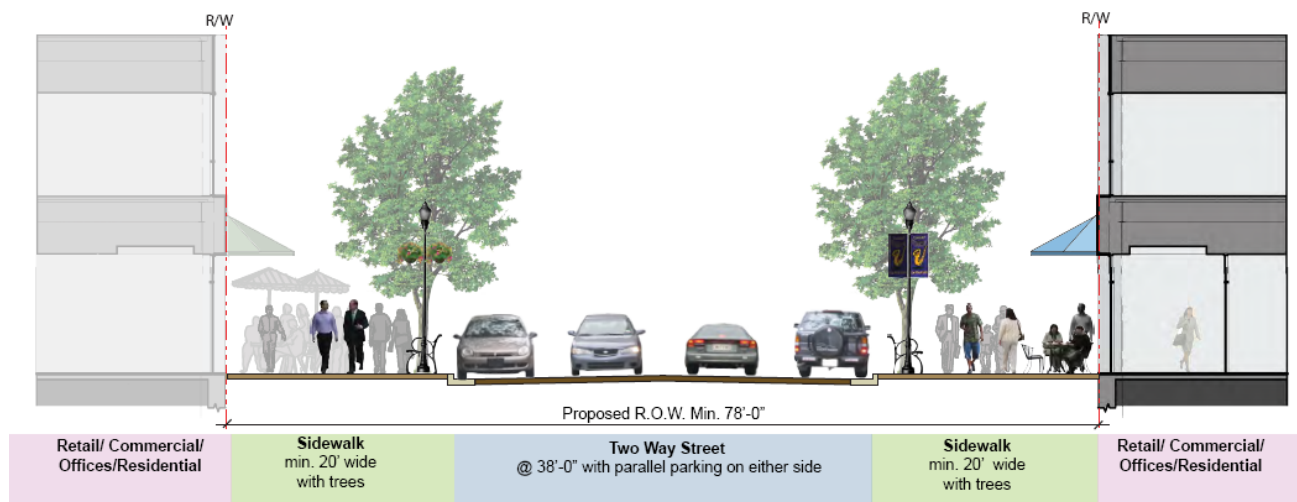 R/W
R/W
Proposed R.O.W. Min. 78'-0"
Retail/ Commercial/
Offices/Residential
Sidewalk
min. 20' wide
with trees
Two Way Street
@ 38'-0" with parallel parking on either side
Sidewalk
min. 20' wide
with trees
Retail/ Commercial/
Offices/Residential